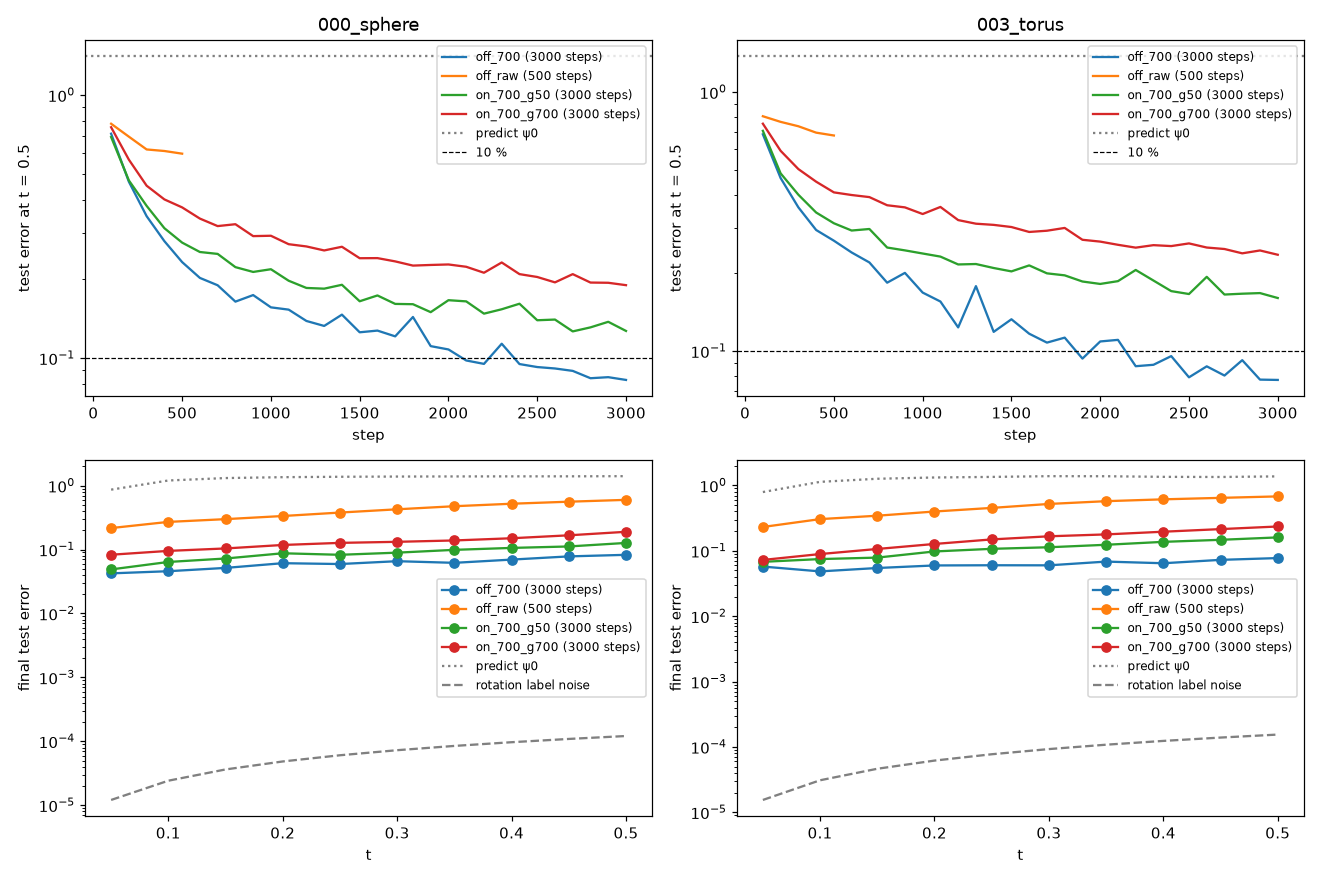 000_sphere
10⁰
10⁻¹
test error at t = 0.5
0
500
1000
1500
2000
2500
3000
step
off_700 (3000 steps)
off_raw (500 steps)
on_700_g50 (3000 steps)
on_700_g700 (3000 steps)
predict ψ0
10 %
003_torus
10⁰
10⁻¹
test error at t = 0.5
0
500
1000
1500
2000
2500
3000
step
off_700 (3000 steps)
off_raw (500 steps)
on_700_g50 (3000 steps)
on_700_g700 (3000 steps)
predict ψ0
10 %
10⁰
10⁻¹
10⁻²
10⁻³
10⁻⁴
10⁻⁵
final test error
0.1
0.2
0.3
0.4
0.5
t
off_700 (3000 steps)
off_raw (500 steps)
on_700_g50 (3000 steps)
on_700_g700 (3000 steps)
predict ψ0
rotation label noise
10⁰
10⁻¹
10⁻²
10⁻³
10⁻⁴
10⁻⁵
final test error
0.1
0.2
0.3
0.4
0.5
t
off_700 (3000 steps)
off_raw (500 steps)
on_700_g50 (3000 steps)
on_700_g700 (3000 steps)
predict ψ0
rotation label noise